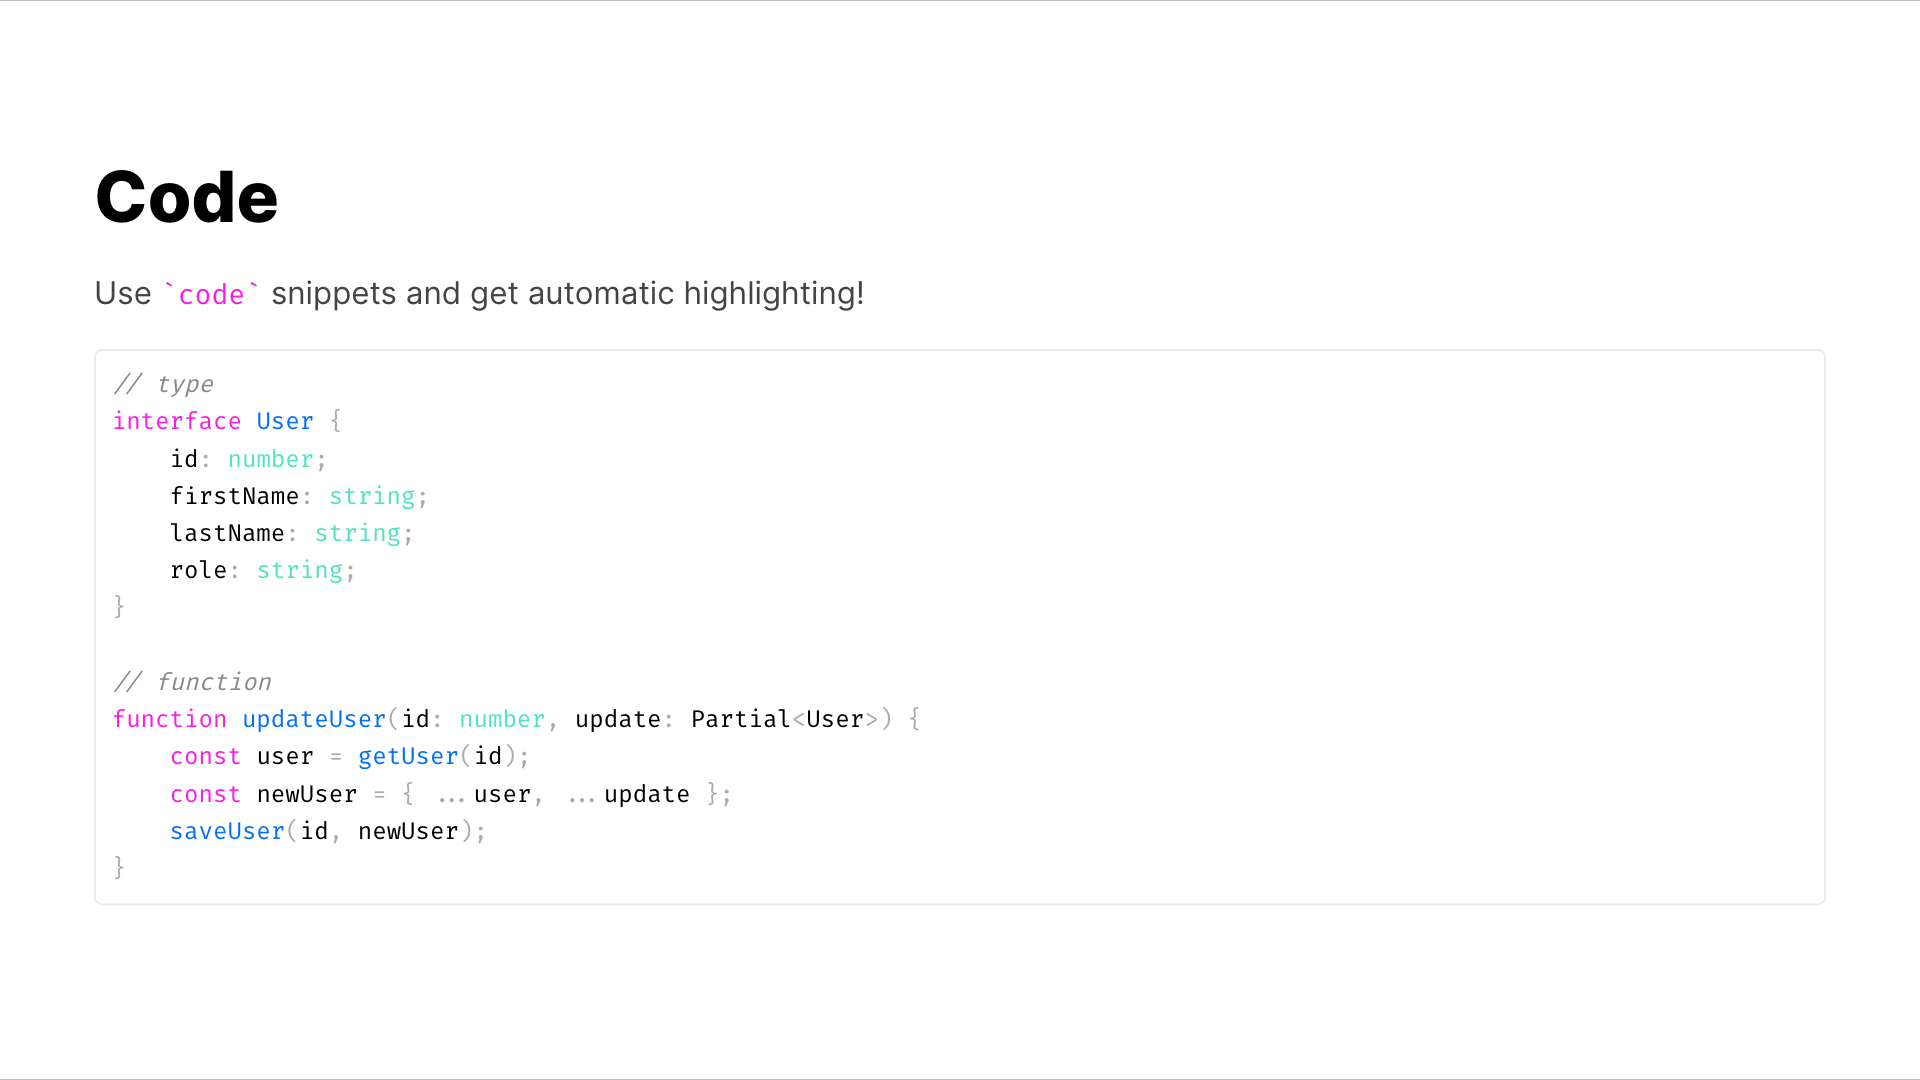 Code
Use `code` snippets and get automatic highlighting!
// type
interface User {
    id: number;
    firstName: string;
    lastName: string;
    role: string;
}
// function
function updateUser(id: number, update: Partial<User>) {
    const user = getUser(id);
    const newUser = { ...user, ...update };
    saveUser(id, newUser);
}